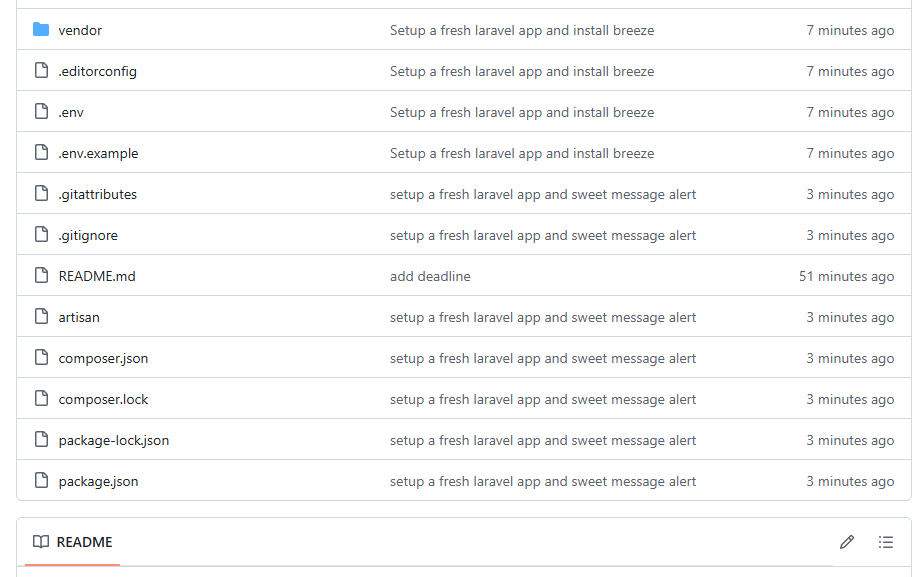 vendor Setup a fresh laravel app and install breeze 7 minutes ago
.editorconfig Setup a fresh laravel app and install breeze 7 minutes ago
.env Setup a fresh laravel app and install breeze 7 minutes ago
.env.example Setup a fresh laravel app and install breeze 7 minutes ago
.gitattributes setup a fresh laravel app and sweet message alert 3 minutes ago
.gitignore setup a fresh laravel app and sweet message alert 3 minutes ago
README.md add deadline 51 minutes ago
artisan setup a fresh laravel app and sweet message alert 3 minutes ago
composer.json setup a fresh laravel app and sweet message alert 3 minutes ago
composer.lock setup a fresh laravel app and sweet message alert 3 minutes ago
package-lock.json setup a fresh laravel app and sweet message alert 3 minutes ago
package.json setup a fresh laravel app and sweet message alert 3 minutes ago
README